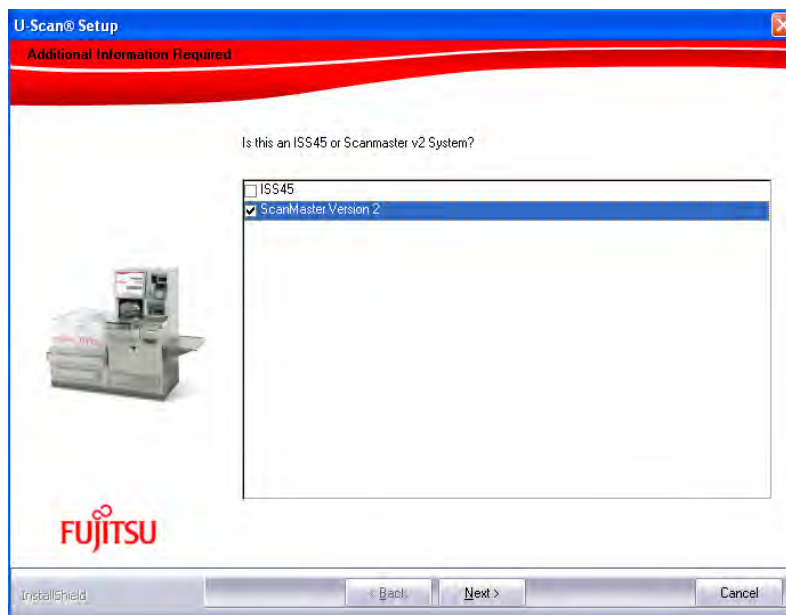 U-Scan® Setup
Additional Information Required
Is this an ISS45 or Scanmaster v2 System?
ISS45
ScanMaster Version 2
FUJITSU
InstallShield
< Back
Next >
Cancel